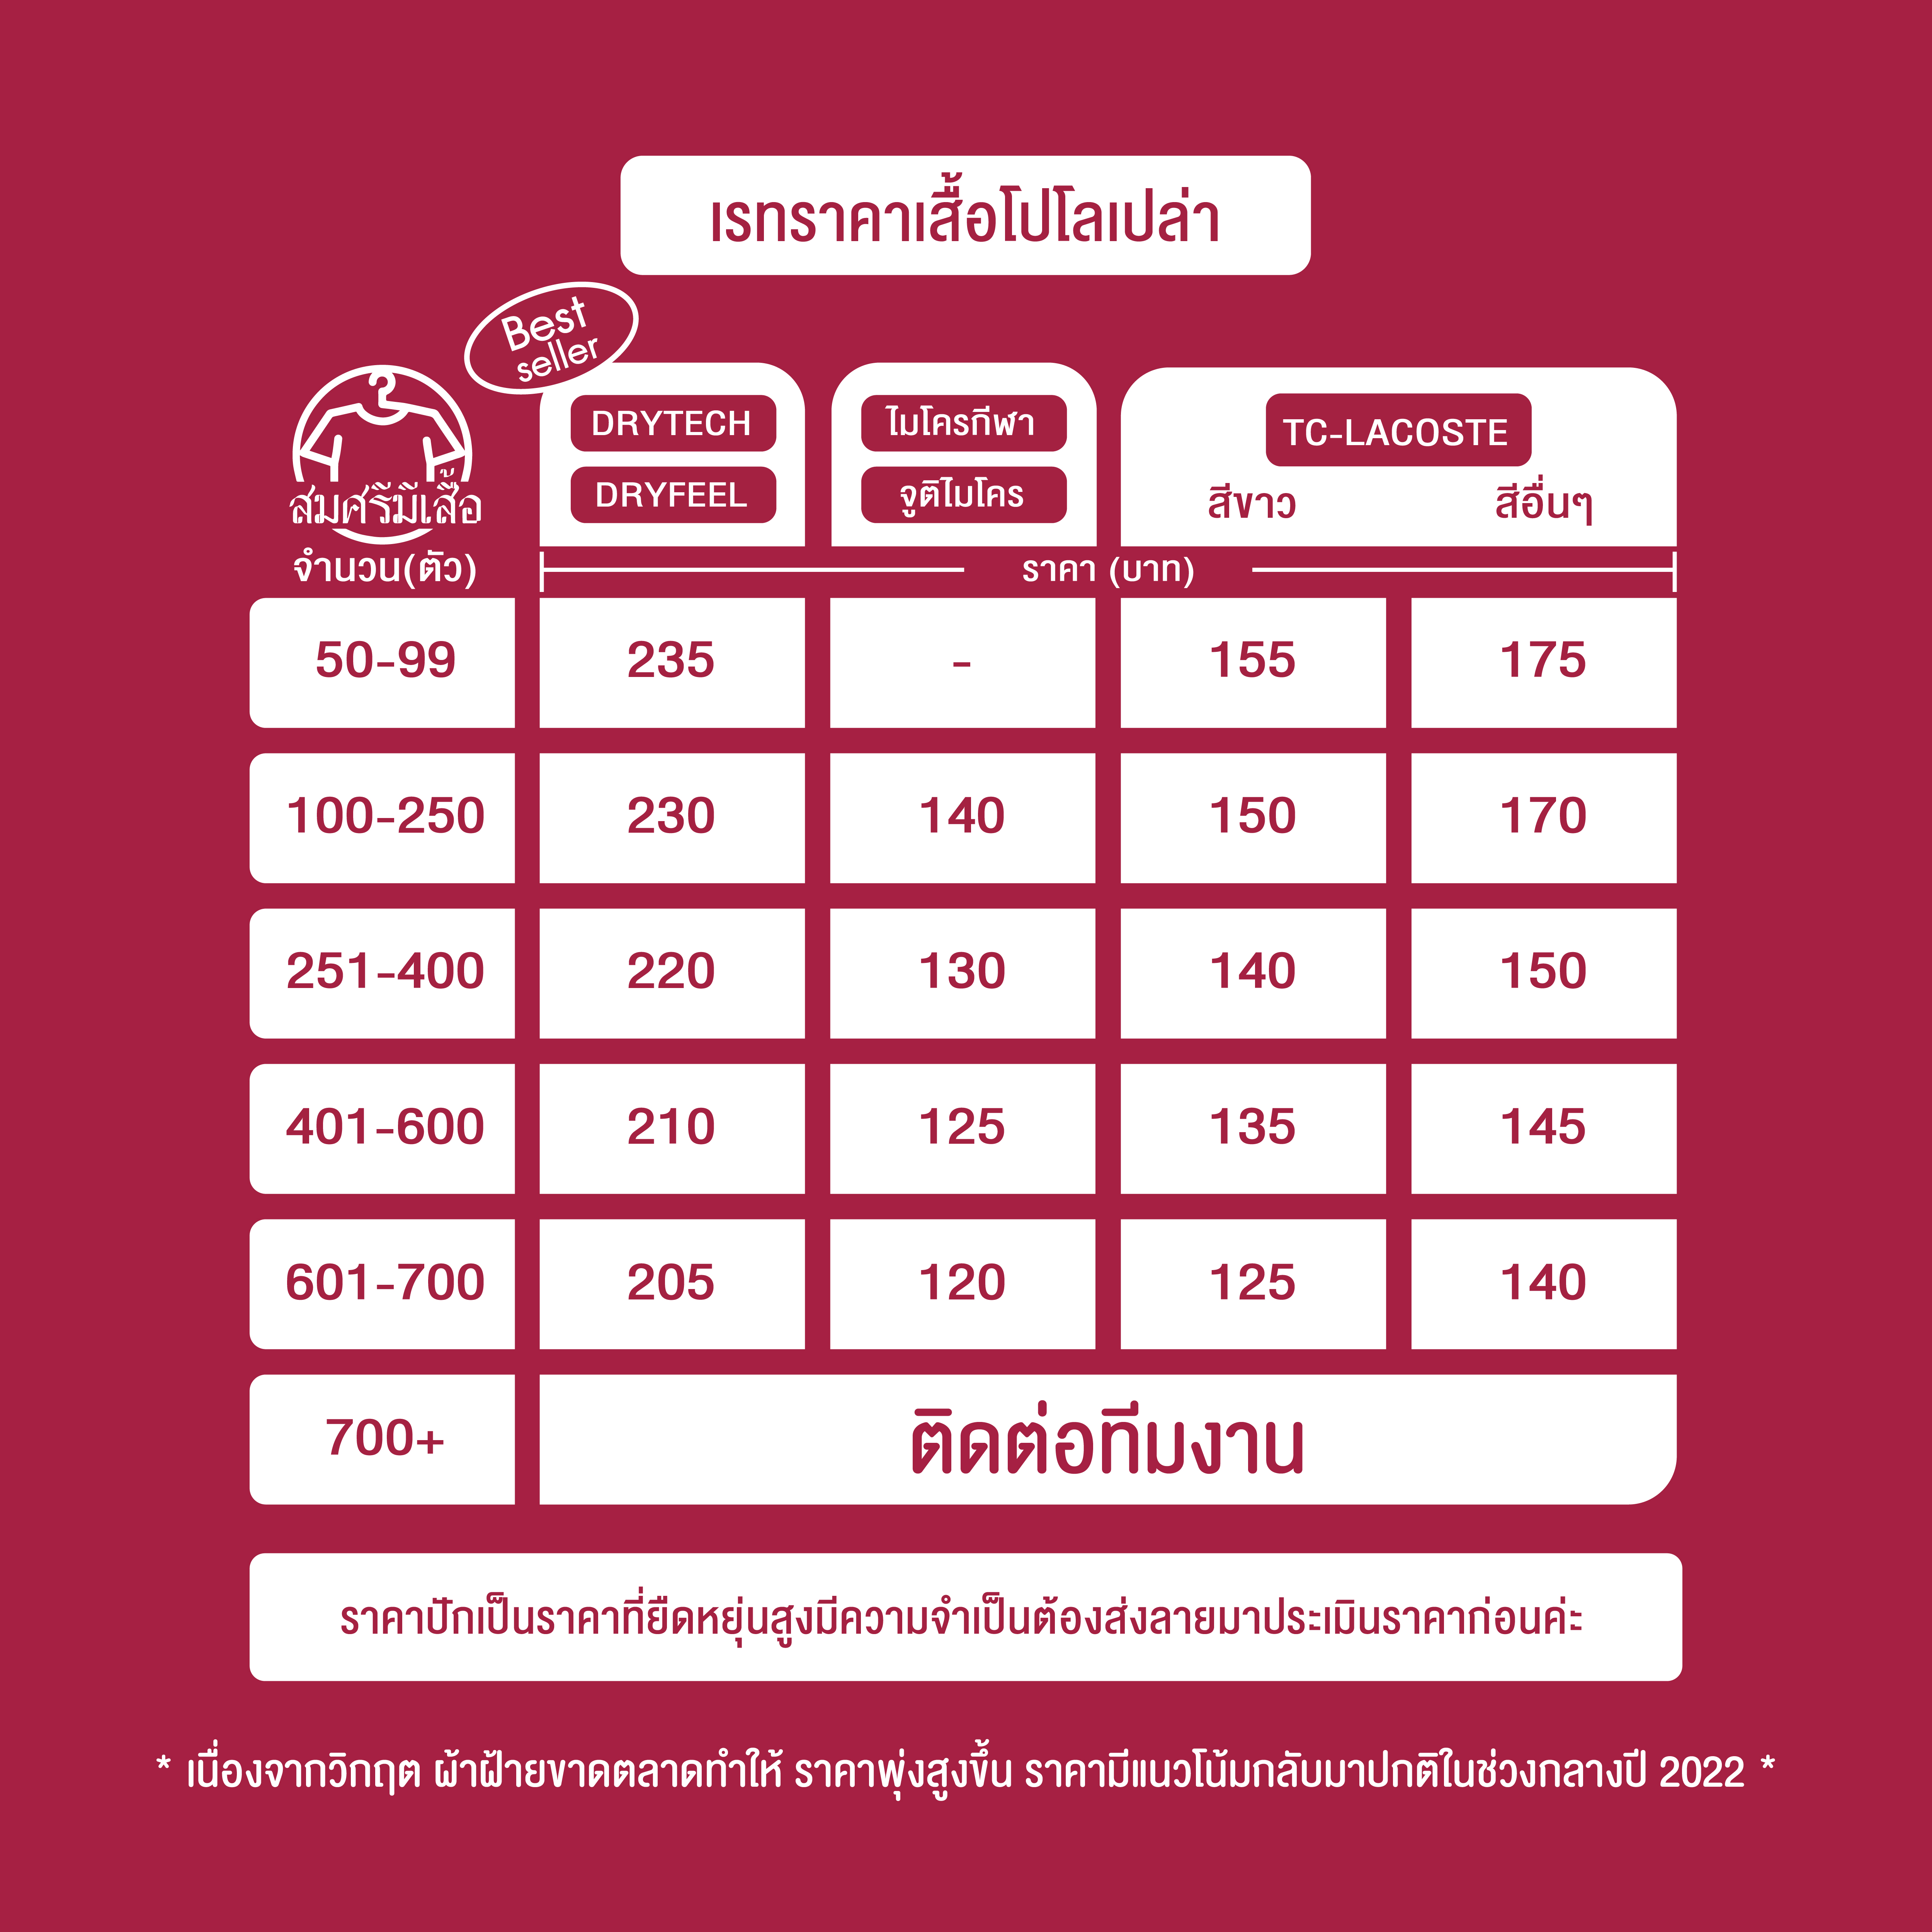 เรทราคาเสื้อโปโลเปล่า
Best
seller
DRYTECH
ไมโครกีฬา
TC-LACOSTE
DRYFEEL
จูติไมโคร
สีขาว
สีอื่นๆ
สมศรีมีเสื้อ
จำนวน(ตัว)
ราคา (บาท)
50-99 235 - 155 175
100-250 230 140 150 170
251-400 220 130 140 150
401-600 210 125 135 145
601-700 205 120 125 140
700+ ติดต่อทีมงาน
ราคาปักเป็นราคาที่ยืดหยุ่นสูงมีความจำเป็นต้องส่งลายมาประเมินราคาก่อนค่ะ
* เนื่องจากวิกฤต ผ้าฝ้ายขาดตลาดทำให้ ราคาพุ่งสูงขึ้น ราคามีแนวโน้มกลับมาปกติในช่วงกลางปี 2022 *